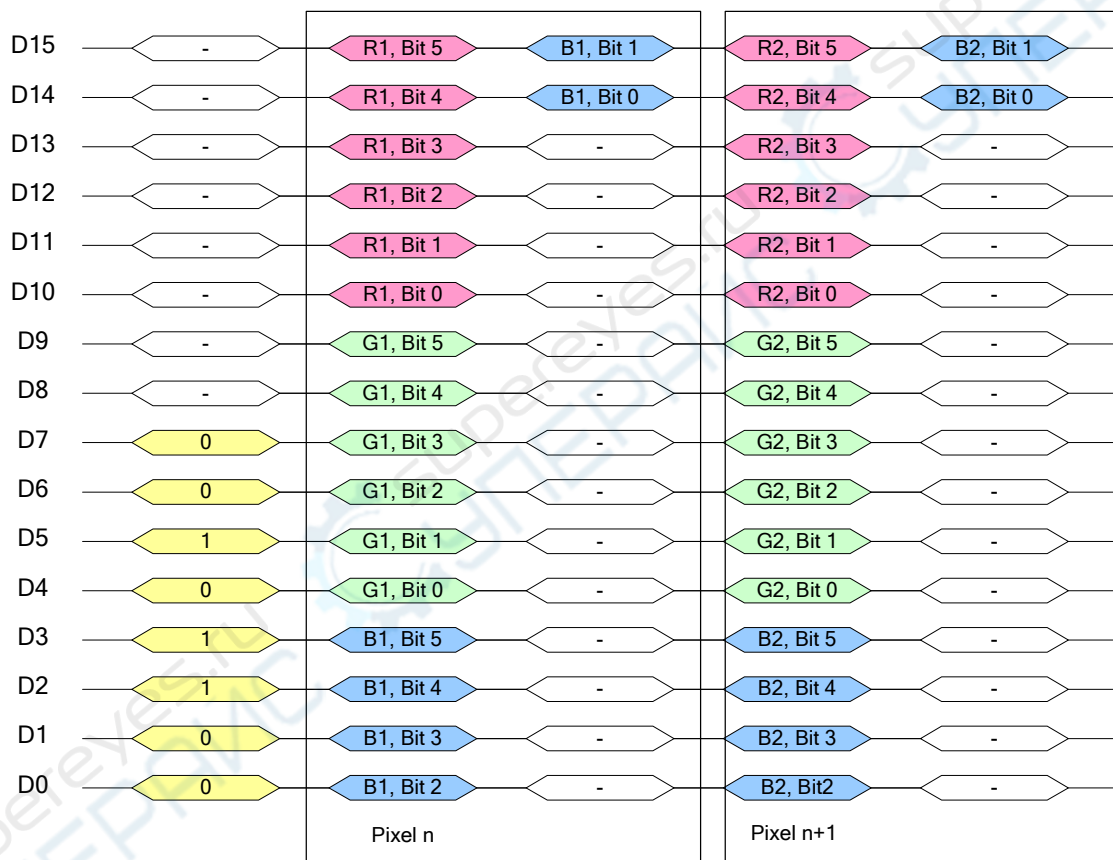 D15 - R1, Bit 5 B1, Bit 1 R2, Bit 5 B2, Bit 1
D14 - R1, Bit 4 B1, Bit 0 R2, Bit 4 B2, Bit 0
D13 - R1, Bit 3 - R2, Bit 3 -
D12 - R1, Bit 2 - R2, Bit 2 -
D11 - R1, Bit 1 - R2, Bit 1 -
D10 - R1, Bit 0 - R2, Bit 0 -
D9 - G1, Bit 5 - G2, Bit 5 -
D8 - G1, Bit 4 - G2, Bit 4 -
D7 0 G1, Bit 3 - G2, Bit 3 -
D6 0 G1, Bit 2 - G2, Bit 2 -
D5 1 G1, Bit 1 - G2, Bit 1 -
D4 0 G1, Bit 0 - G2, Bit 0 -
D3 1 B1, Bit 5 - B2, Bit 5 -
D2 1 B1, Bit 4 - B2, Bit 4 -
D1 0 B1, Bit 3 - B2, Bit 3 -
D0 0 B1, Bit 2 - B2, Bit2 -
Pixel n Pixel n+1
supereyes.ru
УПЕРАЙС